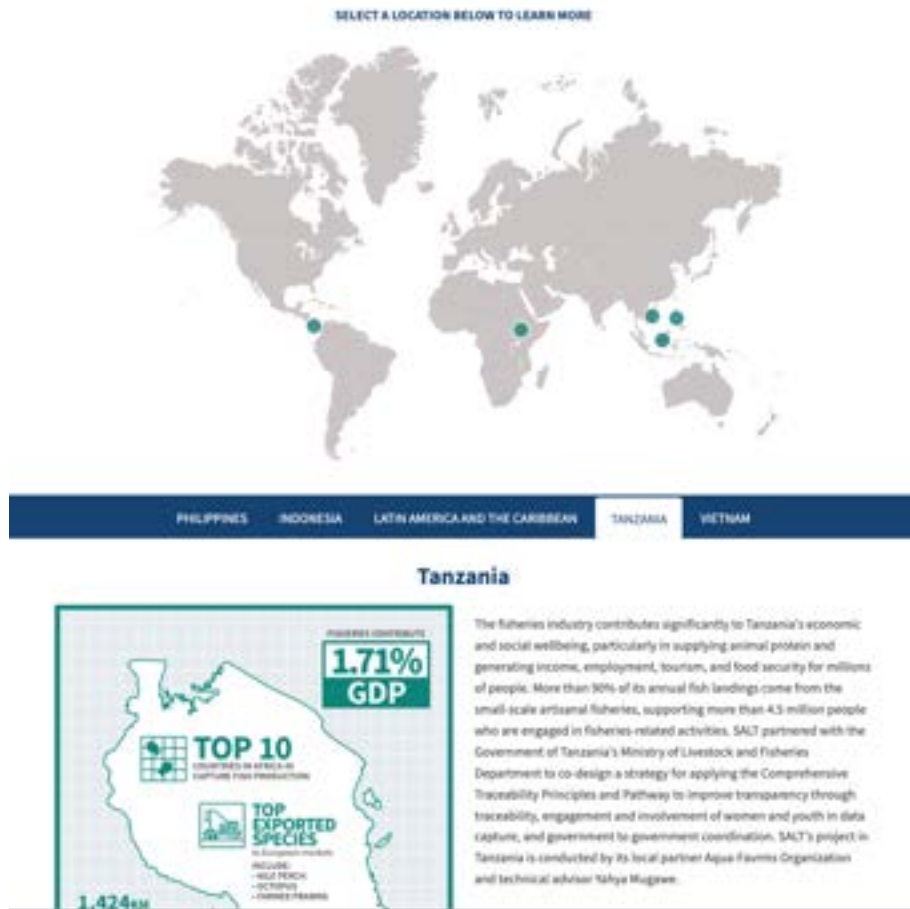 SELECT A LOCATION BELOW TO LEARN MORE
PHILIPPINES INDONESIA LATIN AMERICA AND THE CARIBBEAN TANZANIA VIETNAM
Tanzania
FISHERIES CONTRIBUTE
1.71%
GDP
TOP 10
COUNTRIES IN AFRICA IN
CAPTURE FISH PRODUCTION
TOP
EXPORTED
SPECIES
to European markets
INCLUDE:
- NILE PERCH
- OCTOPUS
- FARMED PRAWNS
1,424KM
The fisheries industry contributes significantly to Tanzania's economic
and social wellbeing, particularly in supplying animal protein and
generating income, employment, tourism, and food security for millions
of people. More than 90% of its annual fish landings come from the
small-scale artisanal fisheries, supporting more than 4.5 million people
who are engaged in fisheries-related activities. SALT partnered with the
Government of Tanzania's Ministry of Livestock and Fisheries
Department to co-design a strategy for applying the Comprehensive
Traceability Principles and Pathway to improve transparency through
traceability, engagement and involvement of women and youth in data
capture, and government to government coordination. SALT's project in
Tanzania is conducted by its local partner Aqua-Farms Organization
and technical advisor Yahya Mgawe.